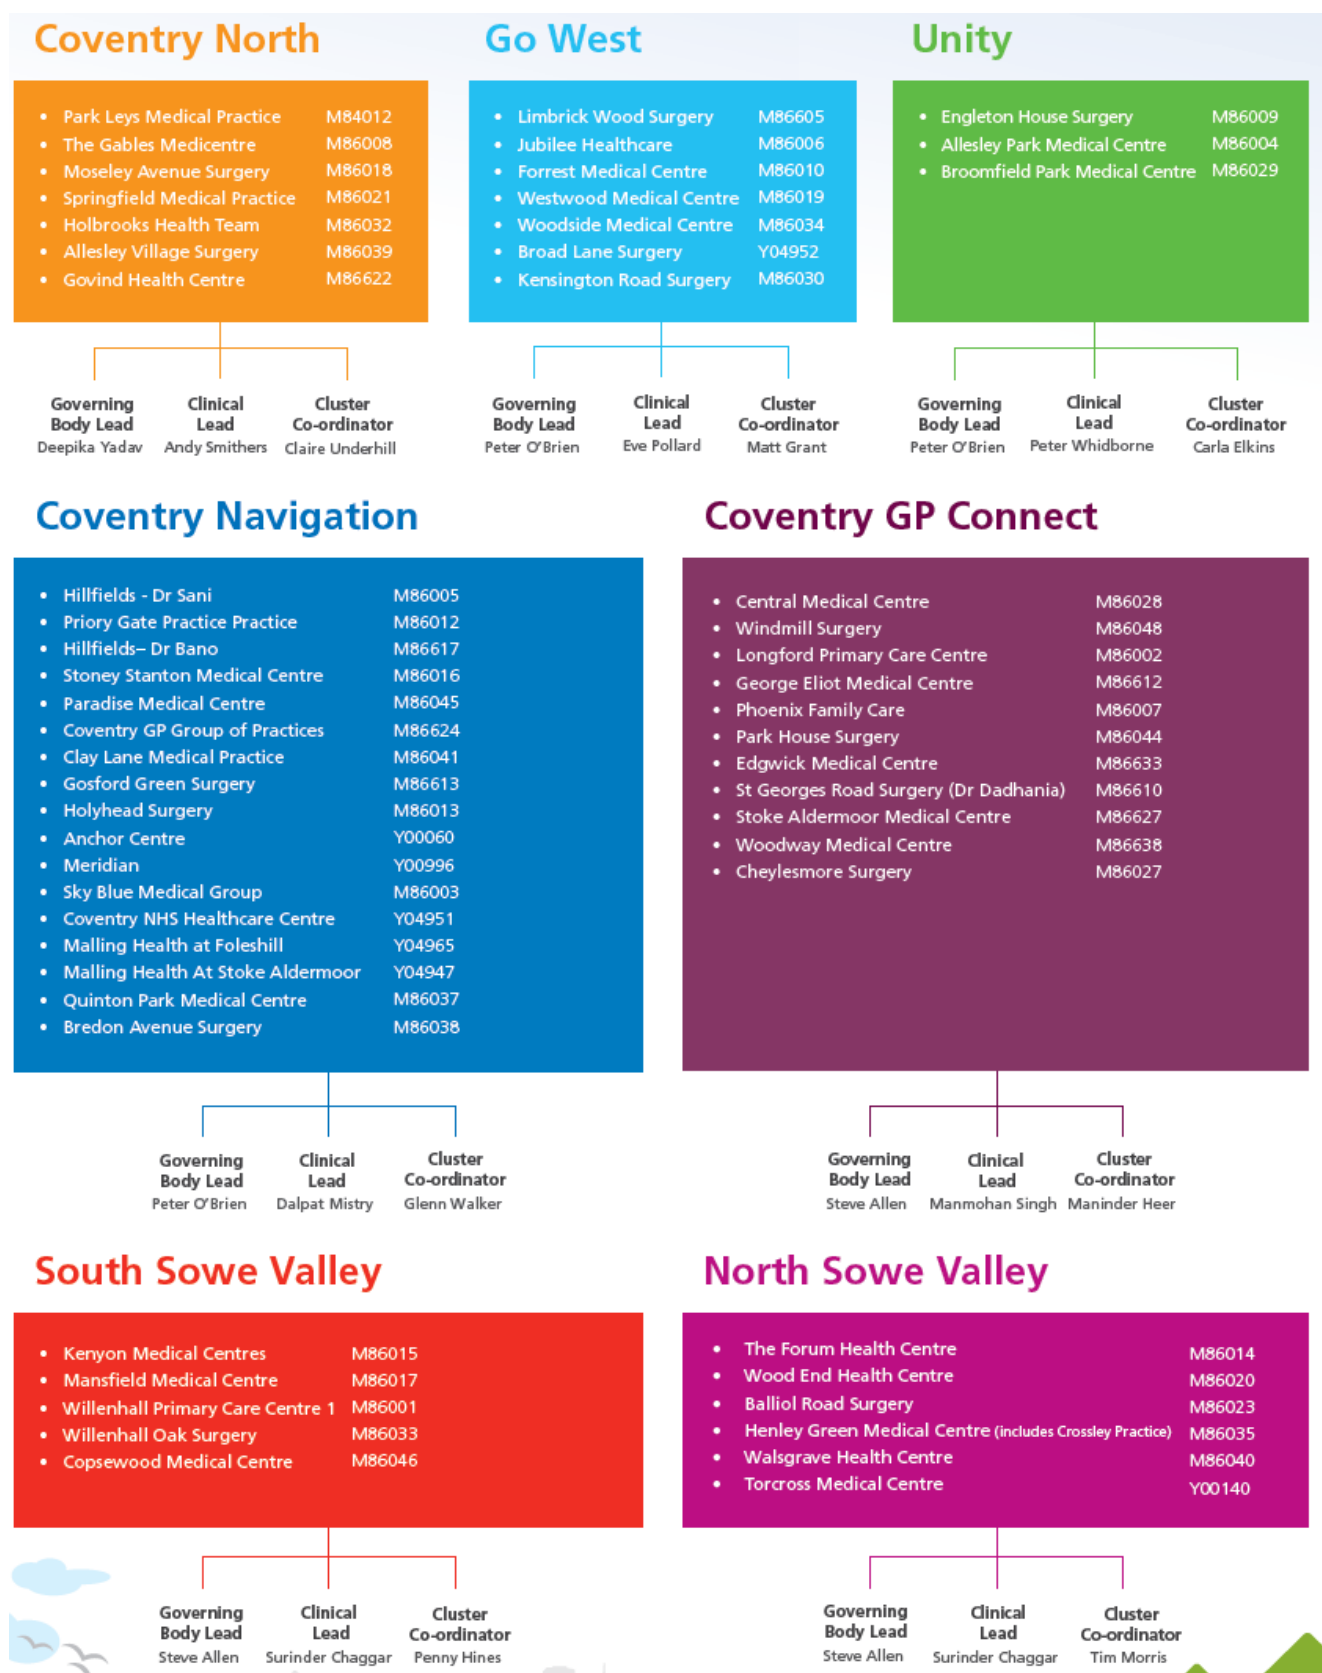 Coventry North
• Park Leys Medical Practice M84012
• The Gables Medicentre M86008
• Moseley Avenue Surgery M86018
• Springfield Medical Practice M86021
• Holbrooks Health Team M86032
• Allesley Village Surgery M86039
• Govind Health Centre M86622
Governing
Body Lead
Deepika Yadav
Clinical
Lead
Andy Smithers
Cluster
Co-ordinator
Claire Underhill
Go West
• Limbrick Wood Surgery M86605
• Jubilee Healthcare M86006
• Forrest Medical Centre M86010
• Westwood Medical Centre M86019
• Woodside Medical Centre M86034
• Broad Lane Surgery Y04952
• Kensington Road Surgery M86030
Governing
Body Lead
Peter O'Brien
Clinical
Lead
Eve Pollard
Cluster
Co-ordinator
Matt Grant
Unity
• Engleton House Surgery M86009
• Allesley Park Medical Centre M86004
• Broomfield Park Medical Centre M86029
Governing
Body Lead
Peter O'Brien
Clinical
Lead
Peter Whidborne
Cluster
Co-ordinator
Carla Elkins
Coventry Navigation
• Hillfields - Dr Sani M86005
• Priory Gate Practice Practice M86012
• Hillfields– Dr Bano M86617
• Stoney Stanton Medical Centre M86016
• Paradise Medical Centre M86045
• Coventry GP Group of Practices M86624
• Clay Lane Medical Practice M86041
• Gosford Green Surgery M86613
• Holyhead Surgery M86013
• Anchor Centre Y00060
• Meridian Y00996
• Sky Blue Medical Group M86003
• Coventry NHS Healthcare Centre Y04951
• Malling Health at Foleshill Y04965
• Malling Health At Stoke Aldermoor Y04947
• Quinton Park Medical Centre M86037
• Bredon Avenue Surgery M86038
Governing
Body Lead
Peter O'Brien
Clinical
Lead
Dalpat Mistry
Cluster
Co-ordinator
Glenn Walker
Coventry GP Connect
• Central Medical Centre M86028
• Windmill Surgery M86048
• Longford Primary Care Centre M86002
• George Eliot Medical Centre M86612
• Phoenix Family Care M86007
• Park House Surgery M86044
• Edgwick Medical Centre M86633
• St Georges Road Surgery (Dr Dadhania) M86610
• Stoke Aldermoor Medical Centre M86627
• Woodway Medical Centre M86638
• Cheylesmore Surgery M86027
Governing
Body Lead
Steve Allen
Clinical
Lead
Manmohan Singh
Cluster
Co-ordinator
Maninder Heer
South Sowe Valley
• Kenyon Medical Centres M86015
• Mansfield Medical Centre M86017
• Willenhall Primary Care Centre 1 M86001
• Willenhall Oak Surgery M86033
• Copsewood Medical Centre M86046
Governing
Body Lead
Steve Allen
Clinical
Lead
Surinder Chaggar
Cluster
Co-ordinator
Penny Hines
North Sowe Valley
• The Forum Health Centre M86014
• Wood End Health Centre M86020
• Balliol Road Surgery M86023
• Henley Green Medical Centre (includes Crossley Practice) M86035
• Walsgrave Health Centre M86040
• Torcross Medical Centre Y00140
Governing
Body Lead
Steve Allen
Clinical
Lead
Surinder Chaggar
Cluster
Co-ordinator
Tim Morris